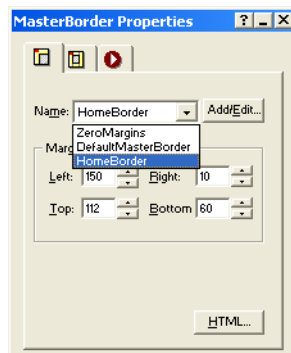 MasterBorder Properties
Name: HomeBorder Add/Edit...
ZeroMargins
DefaultMasterBorder
HomeBorder
Marg
Left: 150 Right: 10
Top: 112 Bottom 60
HTML...